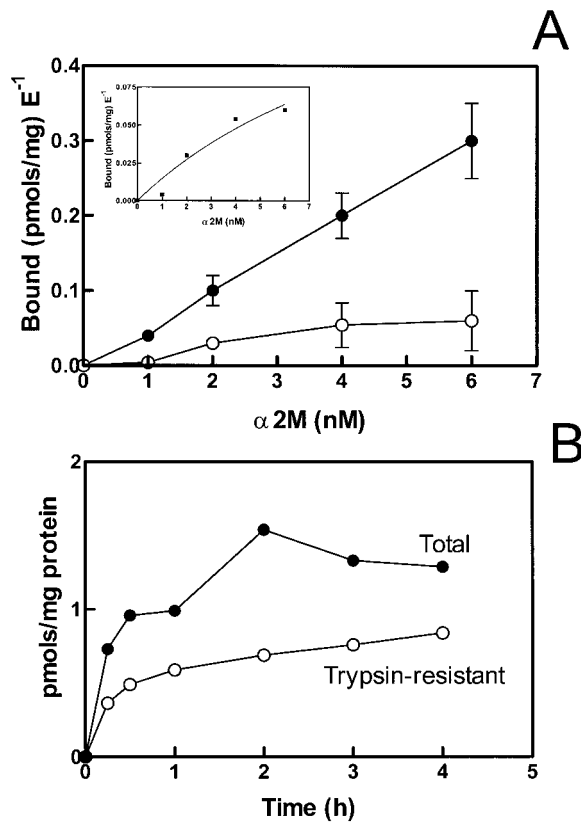 A
Bound (pmols/mg) E-1
0.4
0.3
0.2
0.1
0.0
0 1 2 3 4 5 6 7
α 2M (nM)
Bound (pmols/mg) E-1
0.075
0.050
0.025
0.000
0 1 2 3 4 5 6 7
α 2M (nM)
B
pmols/mg protein
2
1
0
0 1 2 3 4 5
Time (h)
Total
Trypsin-resistant